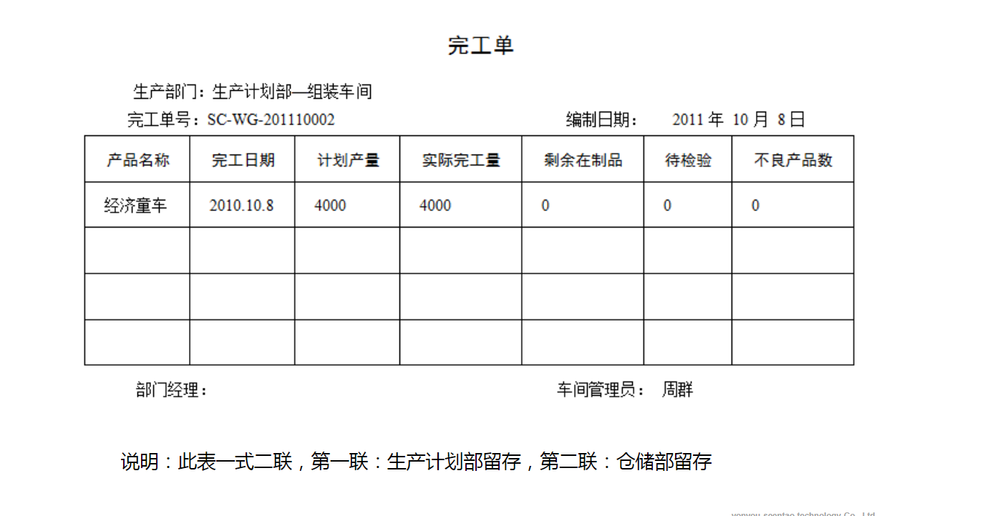 完工单
生产部门：生产计划部—组装车间
完工单号：SC-WG-201110002 编制日期： 2011 年 10 月 8 日
产品名称 完工日期 计划产量 实际完工量 剩余在制品 待检验 不良产品数
经济童车 2010.10.8 4000 4000 0 0 0
部门经理： 车间管理员： 周群
说明：此表一式二联，第一联：生产计划部留存，第二联：仓储部留存